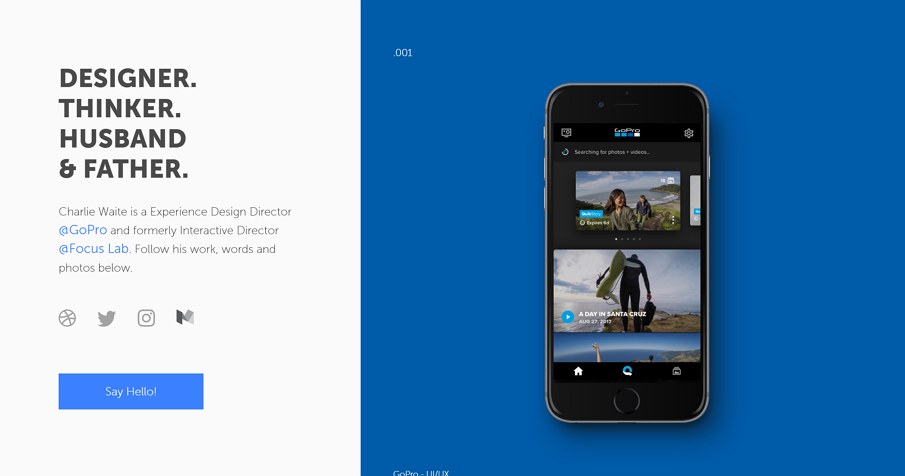 DESIGNER.
THINKER.
HUSBAND
& FATHER.
Charlie Waite is a Experience Design Director
@GoPro and formerly Interactive Director
@Focus Lab. Follow his work, words and
photos below.
Say Hello!
.001
GoPro
Searching for photos + videos...
18
QuikStory
Expires 6d
A DAY IN SANTA CRUZ
AUG 27, 2017
GoPro - UI/UX